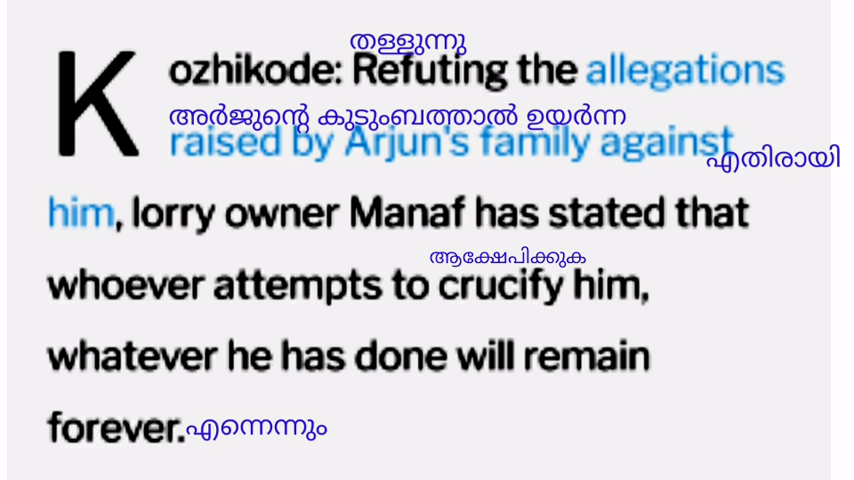 തള്ളുന്നു
Kozhikode: Refuting the allegations
അർജുന്റെ കുടുംബത്താൽ ഉയർന്ന
raised by Arjun's family against
എതിരായി
him, lorry owner Manaf has stated that
ആക്ഷേപിക്കുക
whoever attempts to crucify him,
whatever he has done will remain
forever. എന്നെന്നും